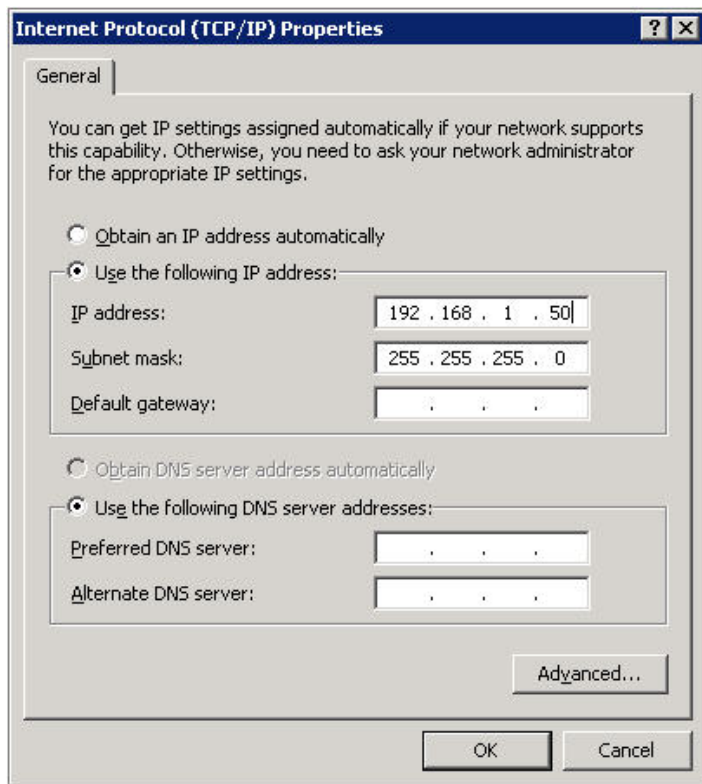 Internet Protocol (TCP/IP) Properties
General
You can get IP settings assigned automatically if your network supports
this capability. Otherwise, you need to ask your network administrator
for the appropriate IP settings.
Obtain an IP address automatically
Use the following IP address:
IP address: 192 . 168 . 1 . 50
Subnet mask: 255 . 255 . 255 . 0
Default gateway: . . .
Obtain DNS server address automatically
Use the following DNS server addresses:
Preferred DNS server: . . .
Alternate DNS server: . . .
Advanced...
OK Cancel